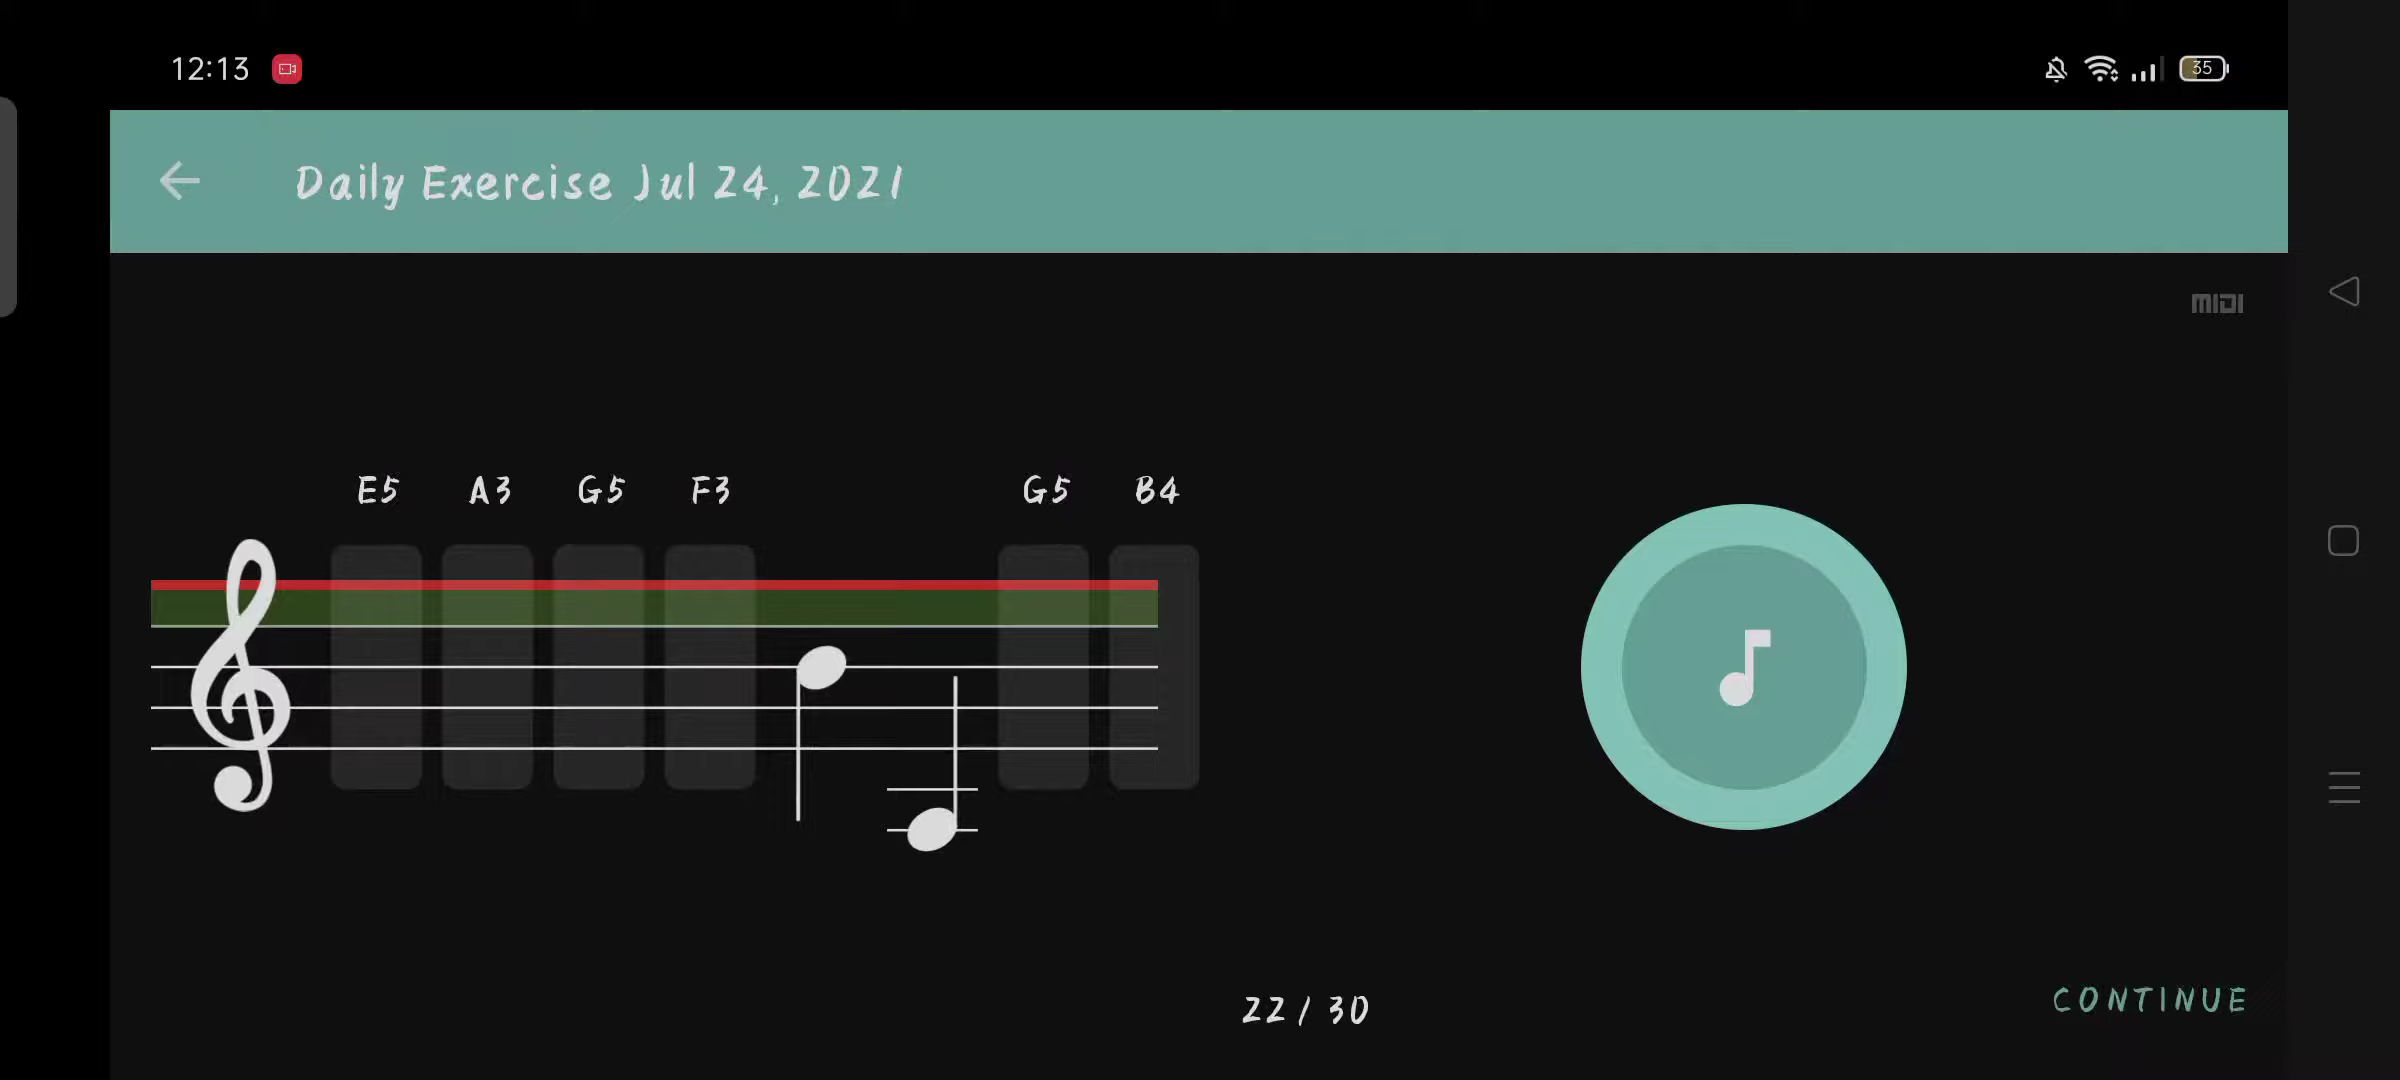 12:13
35
Daily Exercise Jul 24, 2021
MIDI
E5 A3 G5 F3 G5 B4
22 / 30
CONTINUE